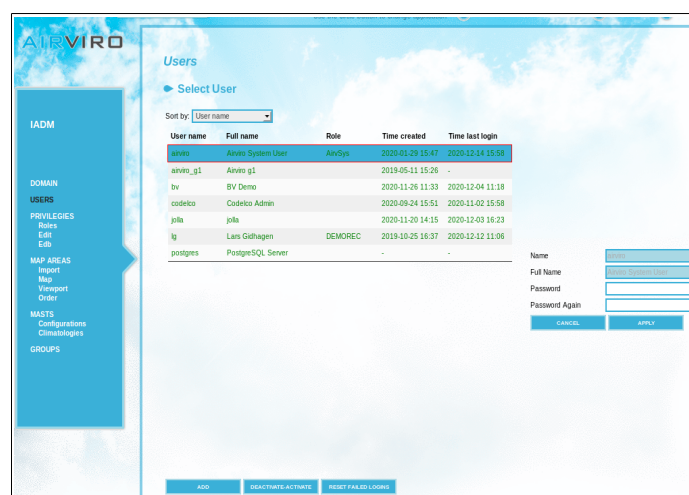 AIRVIRO
Users
Select User
Sort by: User name
IADM
DOMAIN
USERS
PRIVILEGIES
Roles
Edit
Edb
MAP AREAS
Import
Map
Viewport
Order
MASTS
Configurations
Climatologies
GROUPS
User name Full name Role Time created Time last login
airviro Airviro System User AirvSys 2020-01-29 15:47 2020-12-14 15:58
airviro_g1 Airviro g1 2019-05-11 15:26 -
bv BV Demo 2020-11-26 11:33 2020-12-04 11:18
codelco Codelco Admin 2020-09-24 15:51 2020-11-02 15:58
jolla jolla 2020-11-20 14:15 2020-12-03 16:23
lg Lars Gidhagen DEMOREC 2019-10-25 16:37 2020-12-12 11:06
postgres PostgreSQL Server - -
Name airviro
Full Name Airviro System User
Password
Password Again
CANCEL APPLY
ADD DEACTIVATE-ACTIVATE RESET FAILED LOGINS